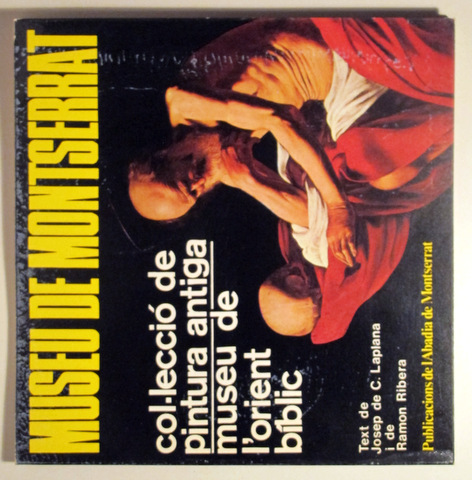 MUSEU DE MONTSERRAT
col·lecció de
pintura antiga
museu de
l'orient
bíblic
Text de
Josep de C. Laplana
i de
Ramon Ribera
Publicacions de l'Abadia de Montserrat